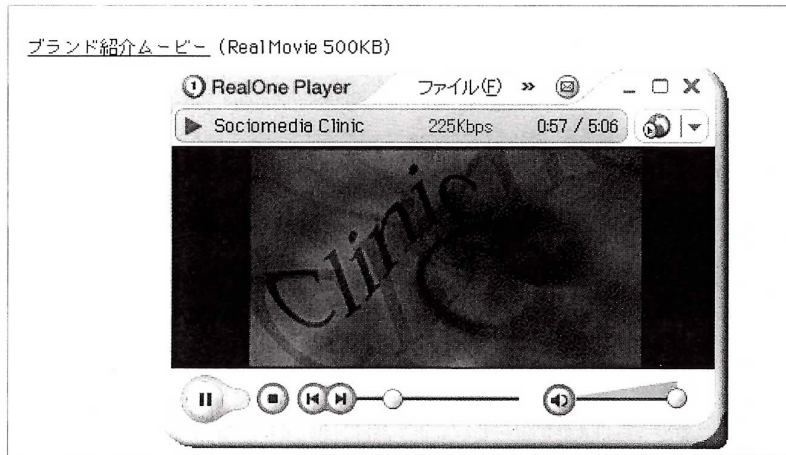 ブランド紹介ムービー (RealMovie 500KB)
RealOne Player ファイル(F) »
Sociomedia Clinic 225Kbps 0:57 / 5:06
Clinic